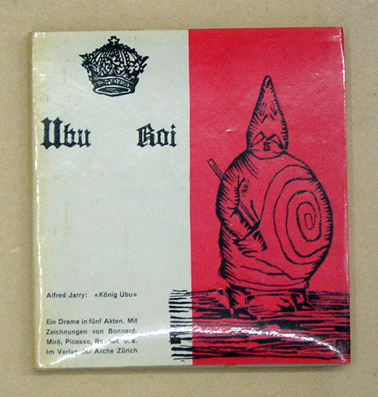 Ubu Roi
Alfred Jarry: «König Ubu»
Ein Drama in fünf Akten. Mit
Zeichnungen von Bonnard,
Miró, Picasso, u. a.
Im Verlag der Arche Zürich